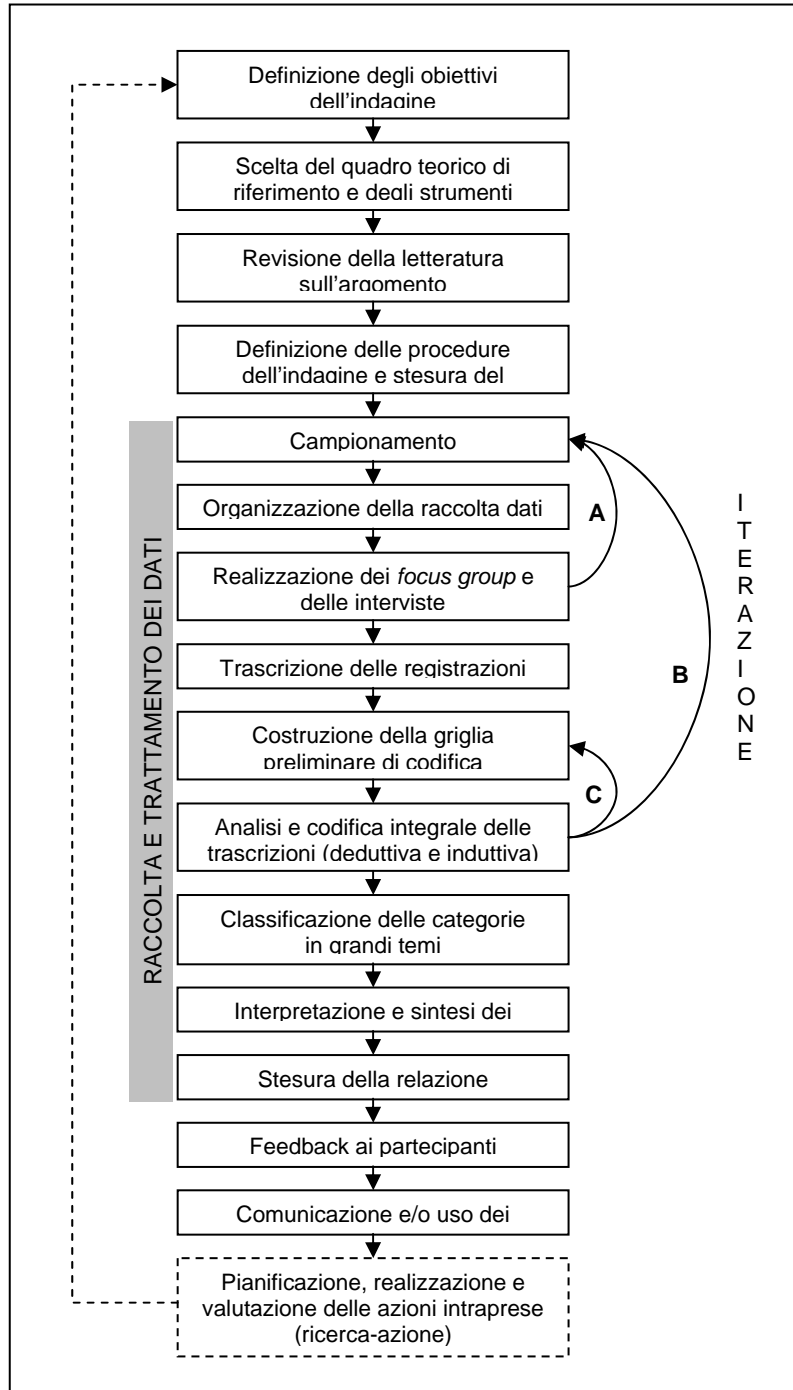 Definizione degli obiettivi
dell'indagine
Scelta del quadro teorico di
riferimento e degli strumenti
Revisione della letteratura
sull'argomento
Definizione delle procedure
dell'indagine e stesura del
Campionamento
Organizzazione della raccolta dati
Realizzazione dei focus group e
delle interviste
Trascrizione delle registrazioni
Costruzione della griglia
preliminare di codifica
Analisi e codifica integrale delle
trascrizioni (deduttiva e induttiva)
Classificazione delle categorie
in grandi temi
Interpretazione e sintesi dei
Stesura della relazione
Feedback ai partecipanti
Comunicazione e/o uso dei
Pianificazione, realizzazione e
valutazione delle azioni intraprese
(ricerca-azione)
RACCOLTA E TRATTAMENTO DEI DATI
A
B
C
ITERAZIONE